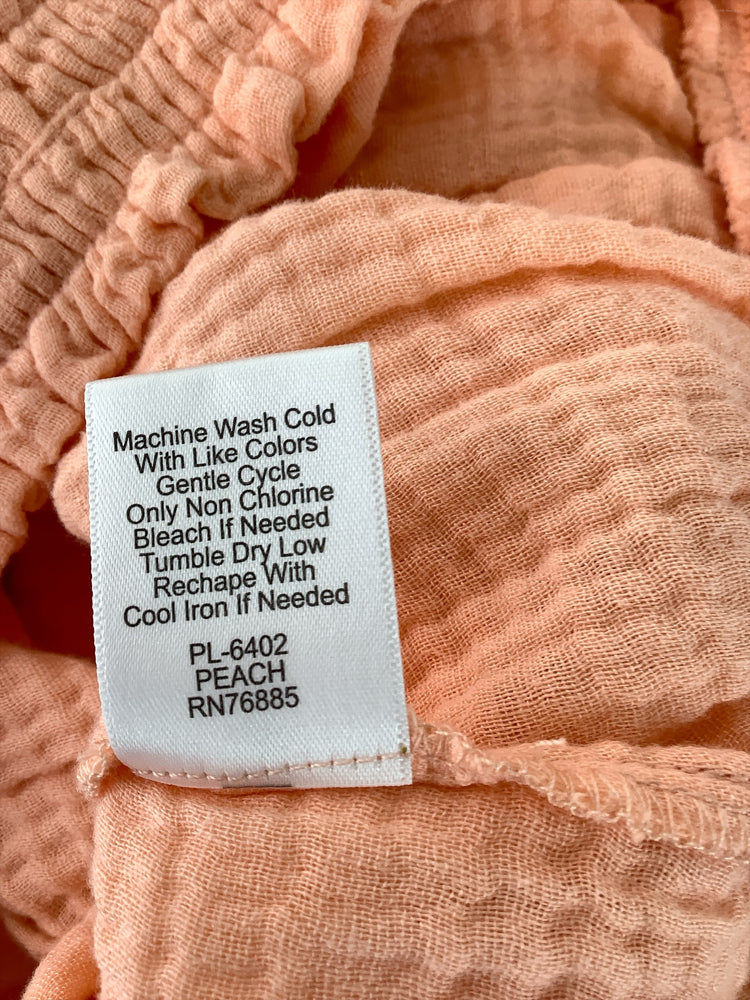 Machine Wash Cold
With Like Colors
Gentle Cycle
Only Non Chlorine
Bleach If Needed
Tumble Dry Low
Rechape With
Cool Iron If Needed
PL-6402
PEACH
RN76885